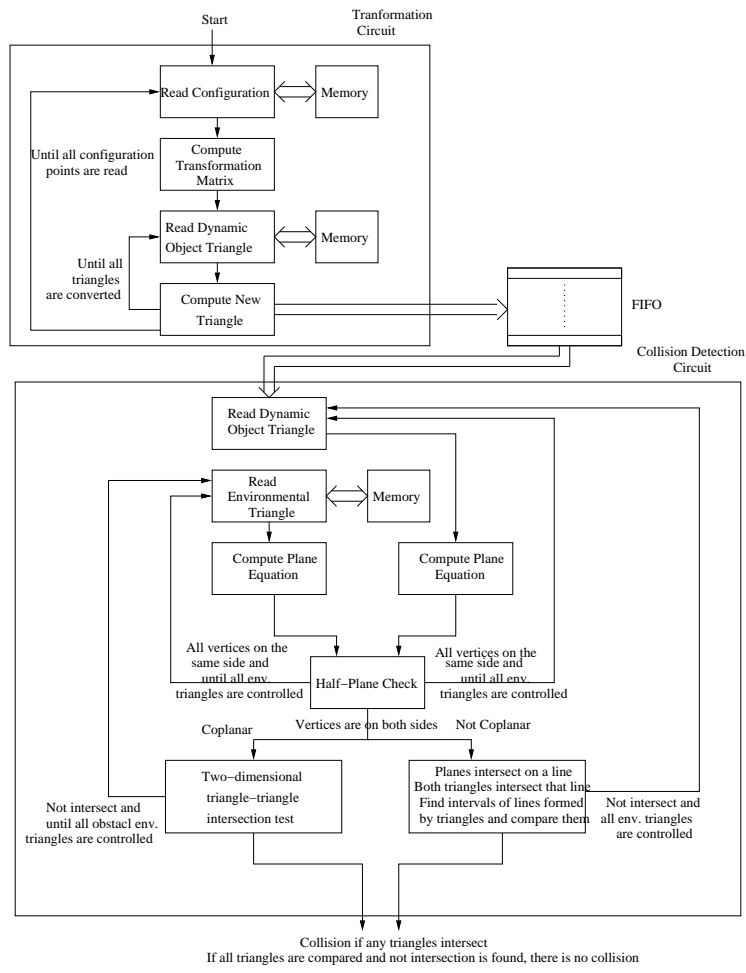 Tranformation
Circuit
Start
Read Configuration
Memory
Until all configuration
points are read
Compute
Transformation
Matrix
Read Dynamic
Object Triangle
Memory
Until all
triangles
are converted
Compute New
Triangle
FIFO
Collision Detection
Circuit
Read Dynamic
Object Triangle
Read
Environmental
Triangle
Memory
Compute Plane
Equation
Compute Plane
Equation
All vertices on the
same side and
until all env.
triangles are controlled
Half−Plane Check
All vertices on the
same side and
until all env.
triangles are controlled
Coplanar
Vertices are on both sides
Not Coplanar
Two−dimensional
triangle−triangle
intersection test
Planes intersect on a line
Both triangles intersect that line
Find intervals of lines formed
by triangles and compare them
Not intersect and
until all obstacl env.
triangles are controlled
Not intersect and
all env. triangles
are controlled
Collision if any triangles intersect
If all triangles are compared and not intersection is found, there is no collision